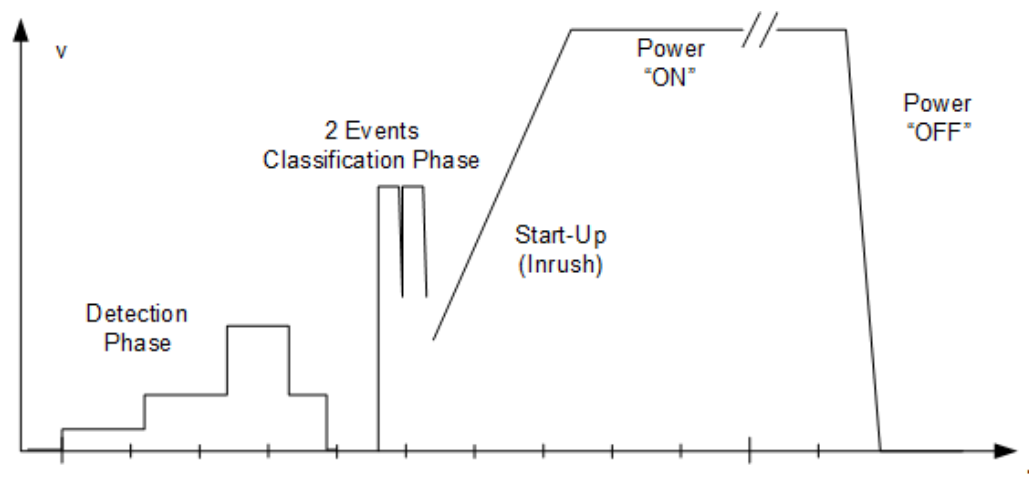 v
Power
“ON”
Power
“OFF”
2 Events
Classification Phase
Start-Up
(Inrush)
Detection
Phase